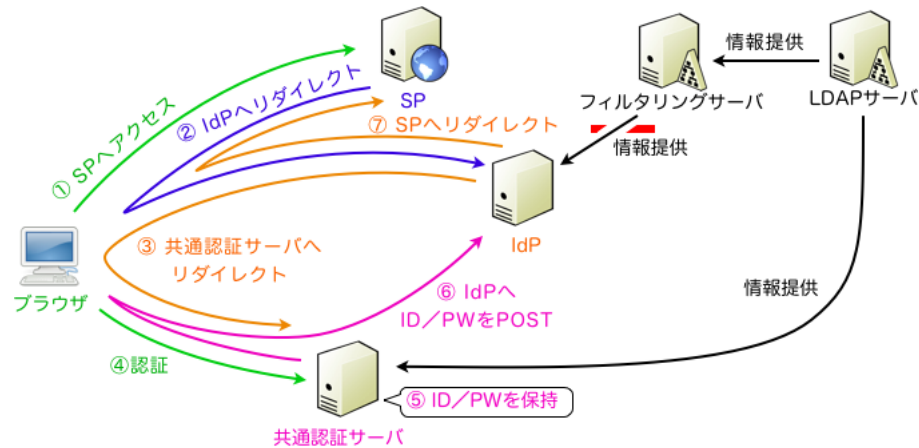 情報提供
SP
フィルタリングサーバ
LDAPサーバ
① SPへアクセス
② IdPへリダイレクト
⑦ SPへリダイレクト
情報提供
IdP
③ 共通認証サーバへ
リダイレクト
ブラウザ
⑥ IdPへ
ID／PWをPOST
情報提供
④認証
⑤ ID／PWを保持
共通認証サーバ